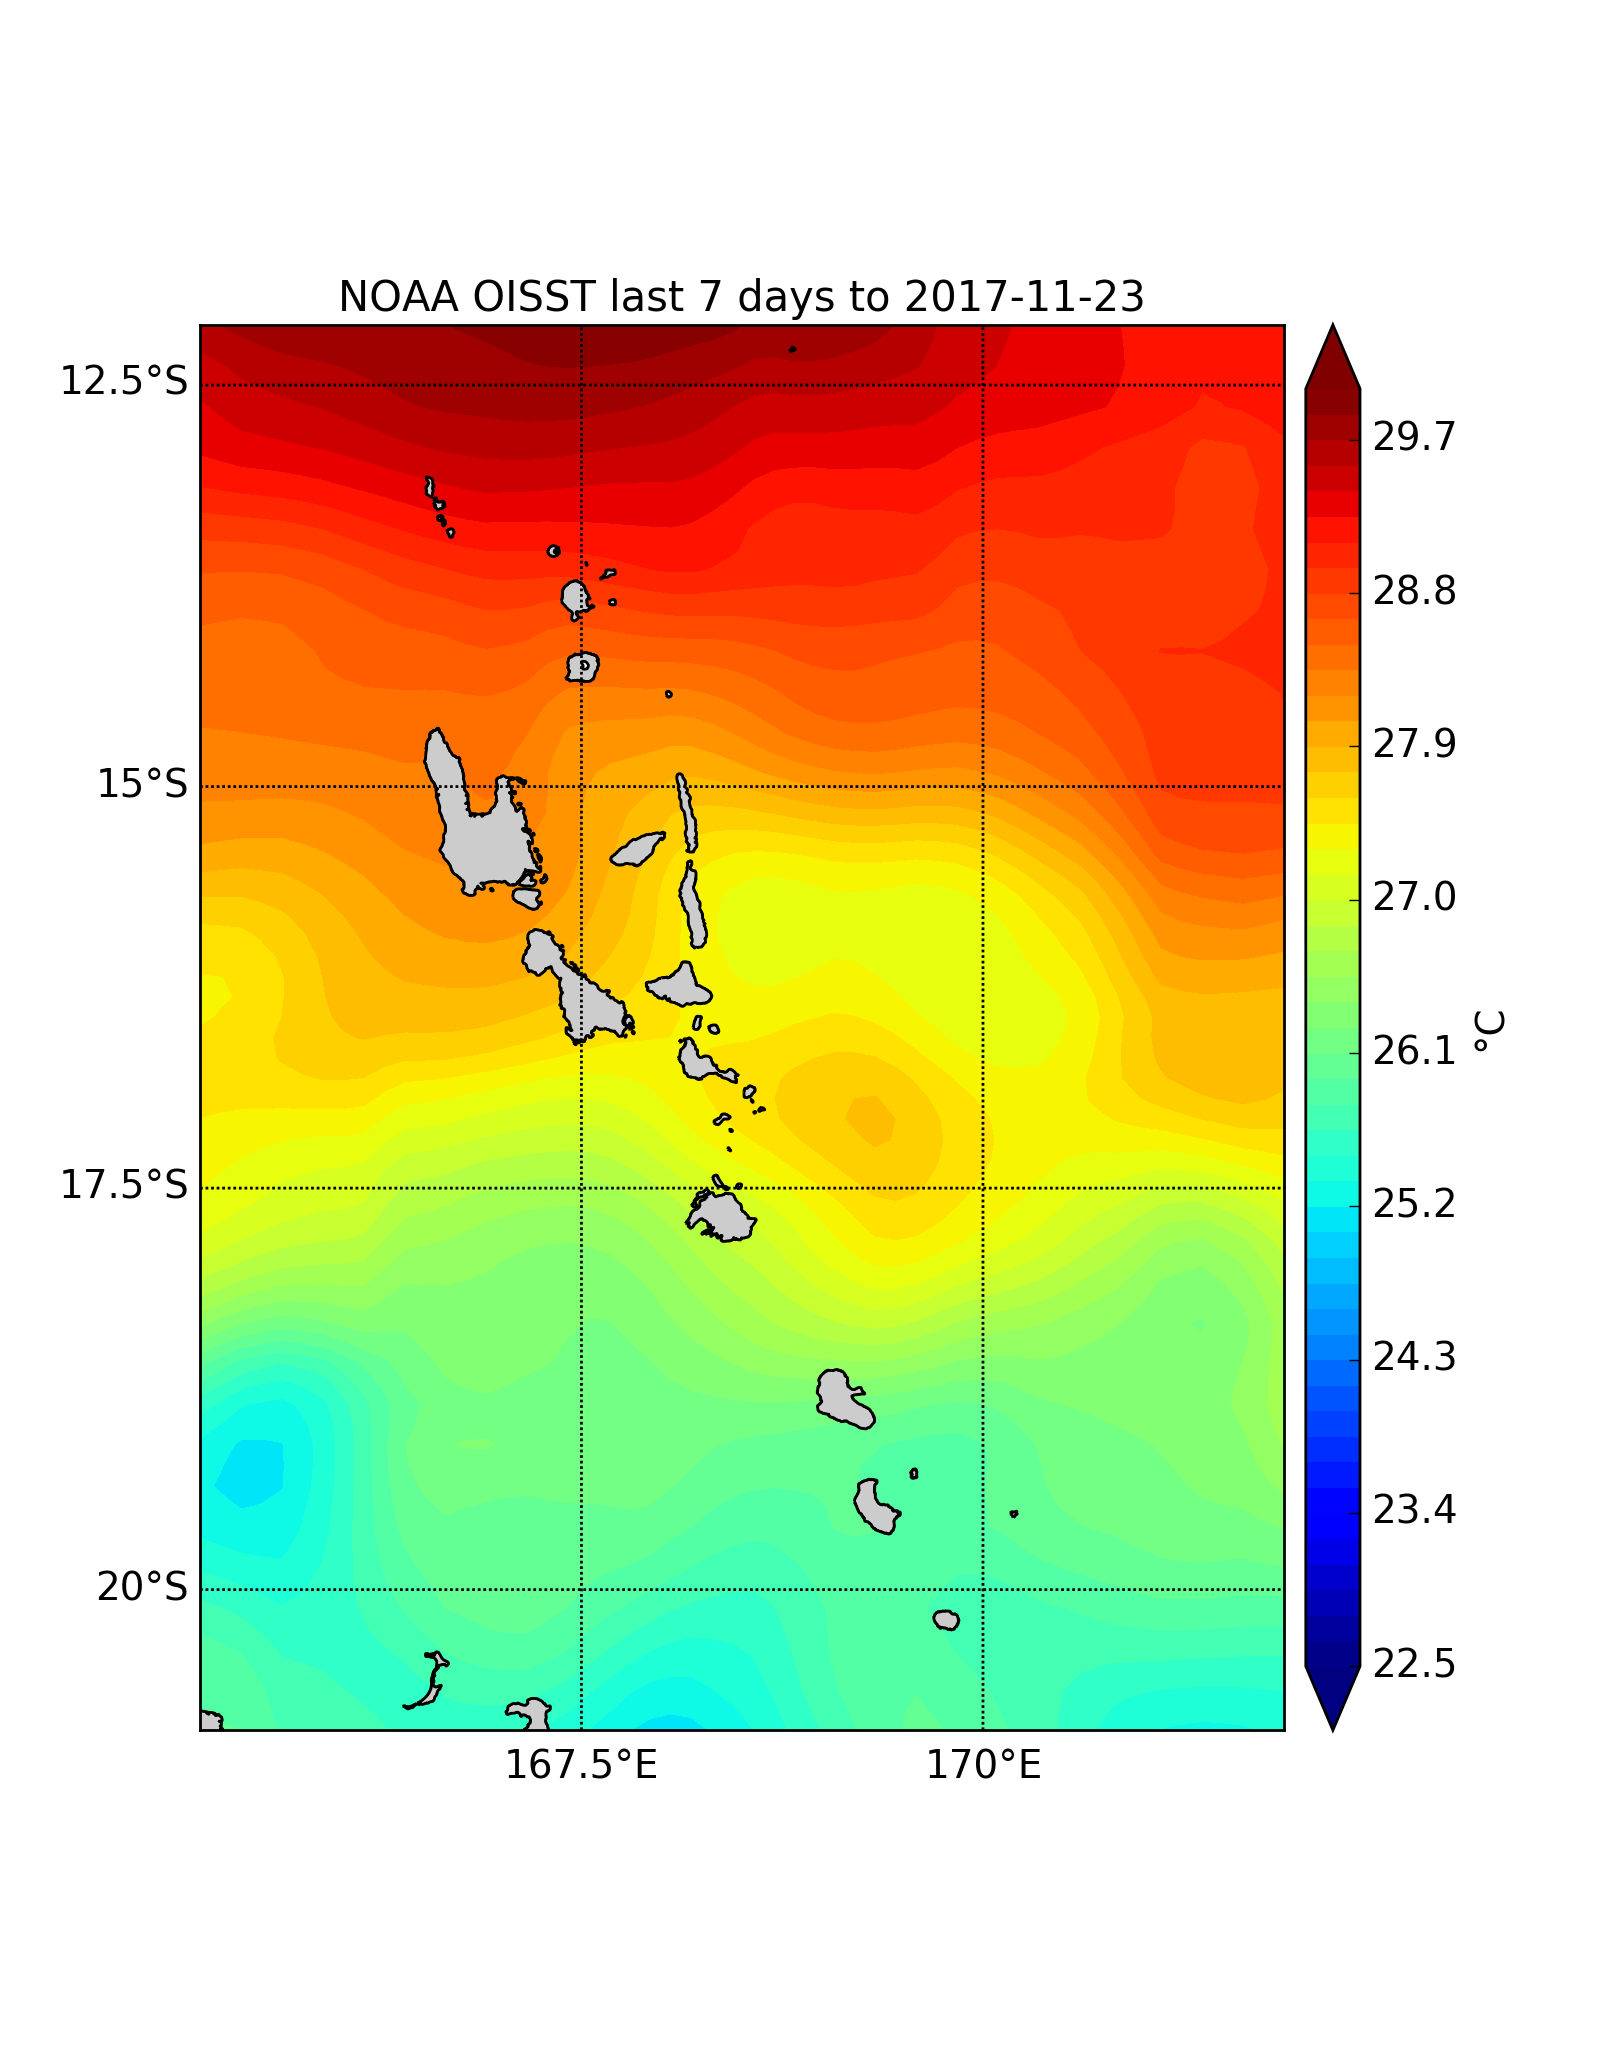 NOAA OISST last 7 days to 2017-11-23
12.5°S
15°S
17.5°S
20°S
167.5°E
170°E
29.7
28.8
27.9
27.0
26.1
25.2
24.3
23.4
22.5
°C